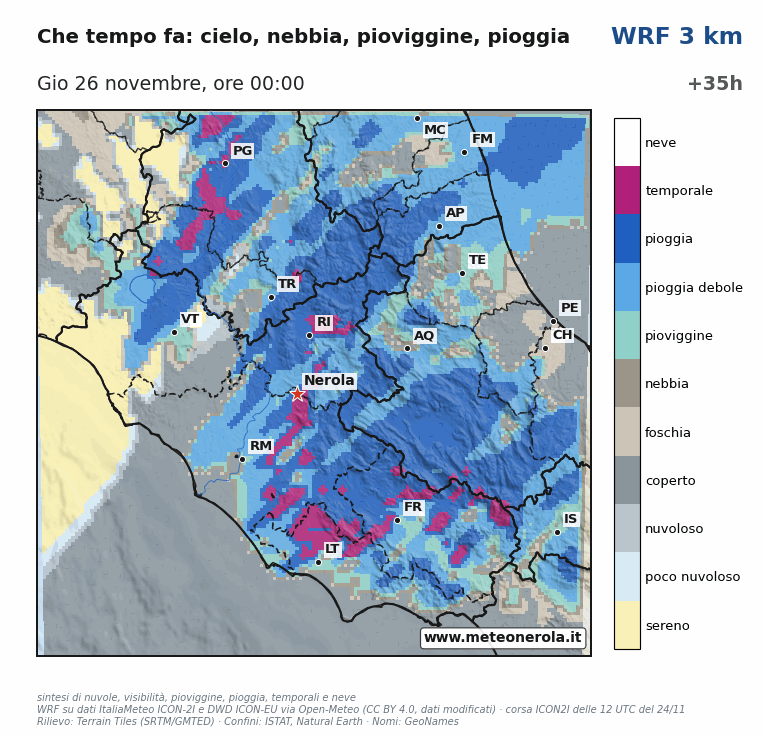 Che tempo fa: cielo, nebbia, pioviggine, pioggia
WRF 3 km
Gio 26 novembre, ore 00:00
+35h
MC
FM
PG
AP
TE
TR
PE
VT
RI
AQ
CH
Nerola
RM
FR
IS
LT
www.meteonerola.it
neve
temporale
pioggia
pioggia debole
pioviggine
nebbia
foschia
coperto
nuvoloso
poco nuvoloso
sereno
sintesi di nuvole, visibilità, pioviggine, pioggia, temporali e neve
WRF su dati ItaliaMeteo ICON-2I e DWD ICON-EU via Open-Meteo (CC BY 4.0, dati modificati) · corsa ICON2I delle 12 UTC del 24/11
Rilievo: Terrain Tiles (SRTM/GMTED) · Confini: ISTAT, Natural Earth · Nomi: GeoNames